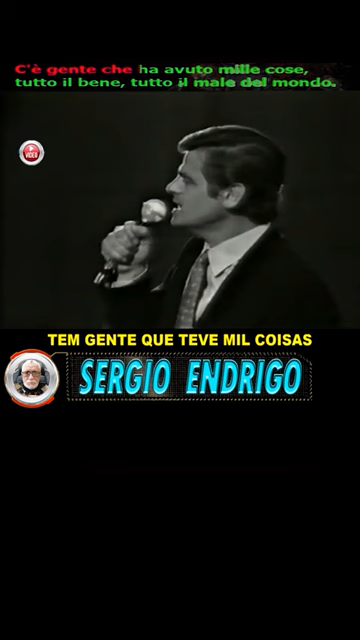 C'è gente che ha avuto mille cose,
tutto il bene, tutto il male del mondo.
VIDEO
TEM GENTE QUE TEVE MIL COISAS
SERGIO ENDRIGO